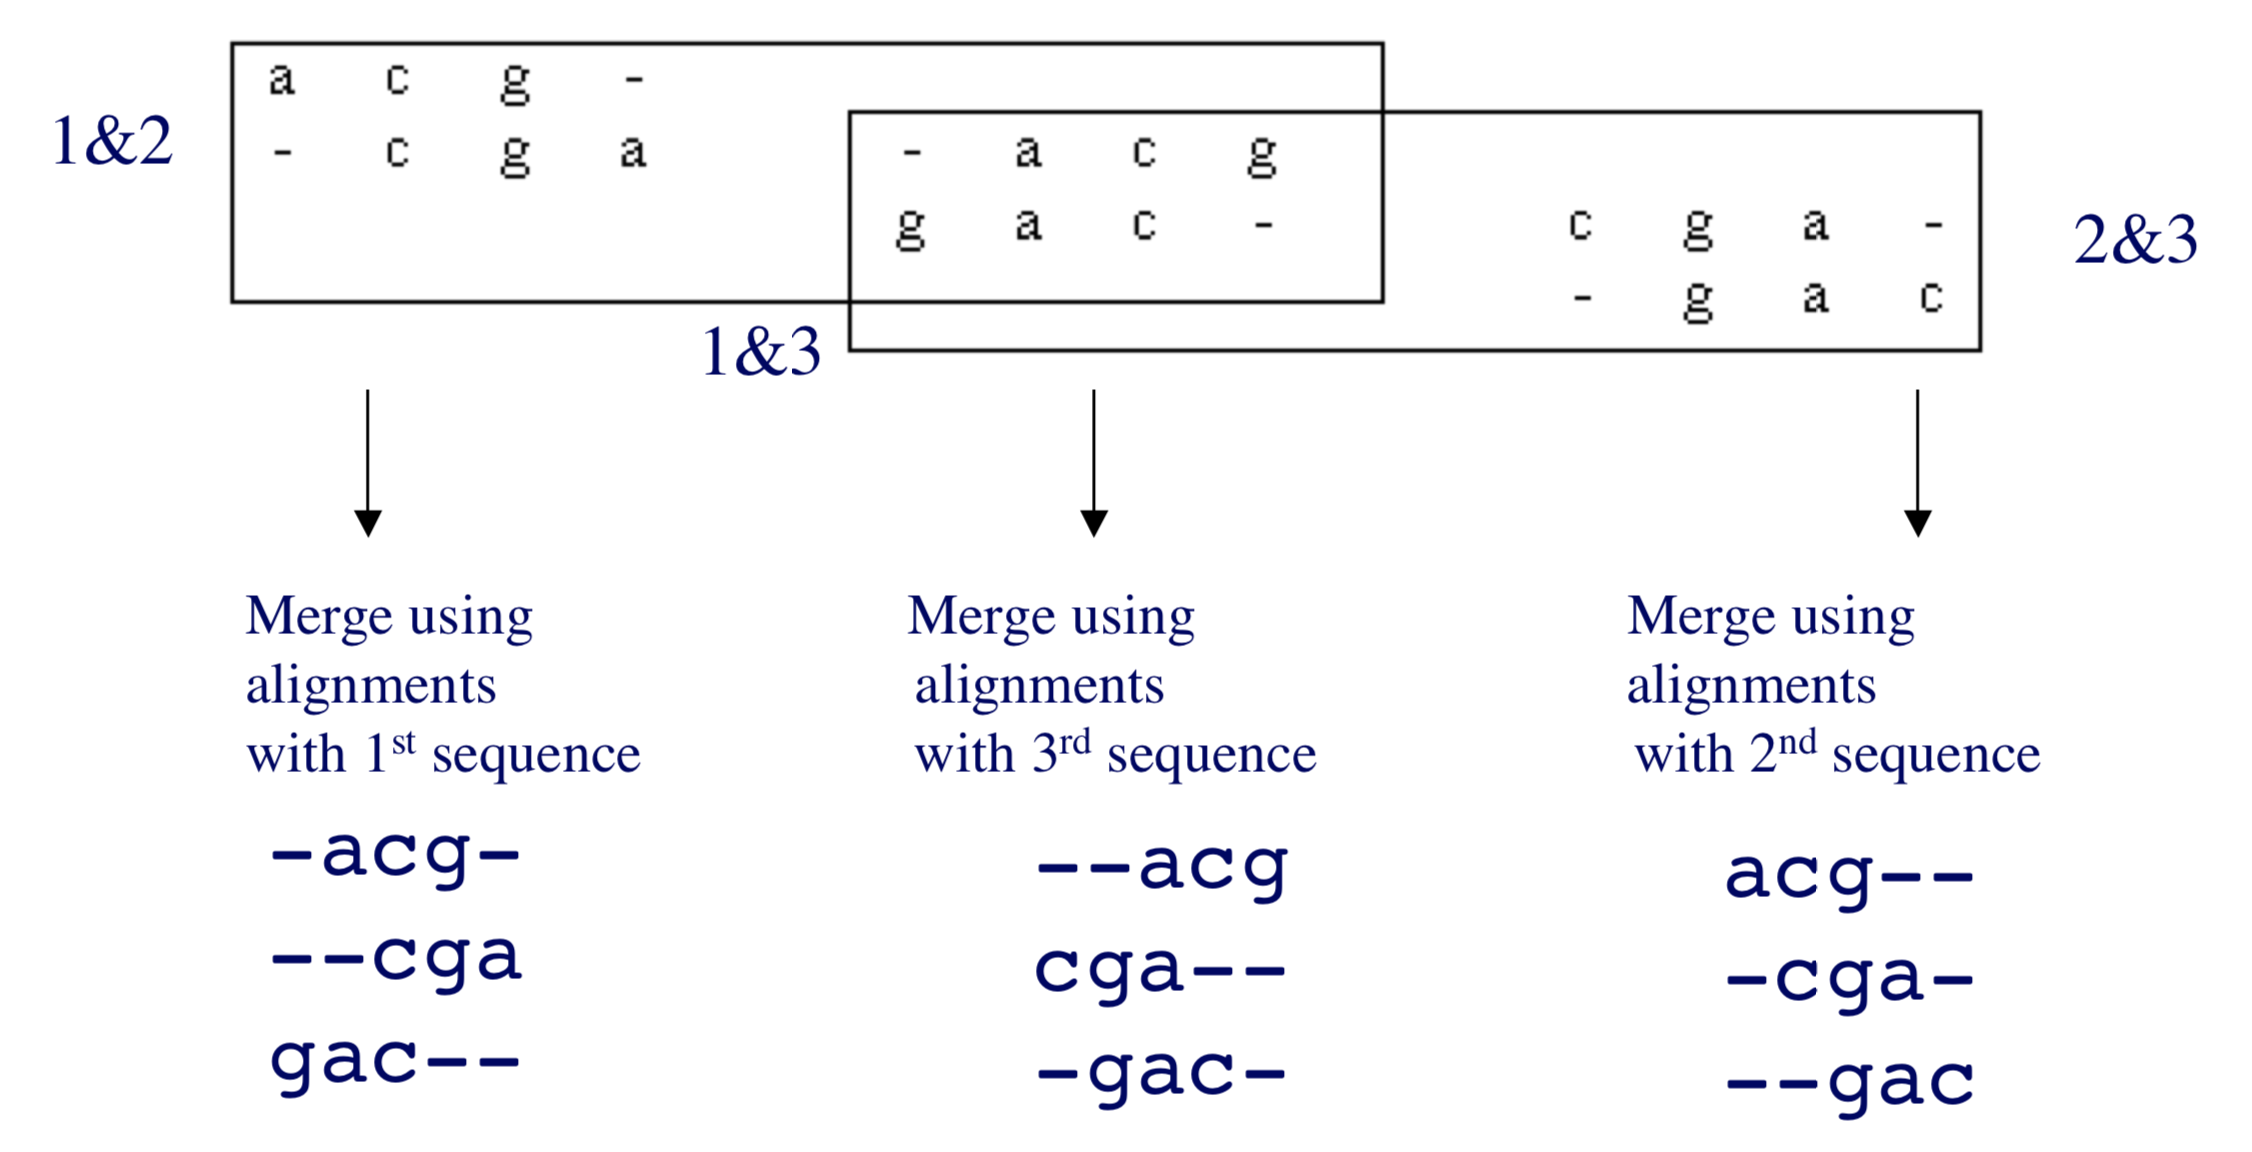 a c g -
1&2
- c g a
- a c g
g a c -
c g a -
- g a c
2&3
1&3
Merge using
alignments
with 1st sequence
-acg-
--cga
gac--
Merge using
alignments
with 3rd sequence
--acg
cga--
-gac-
Merge using
alignments
with 2nd sequence
acg--
-cga-
--gac